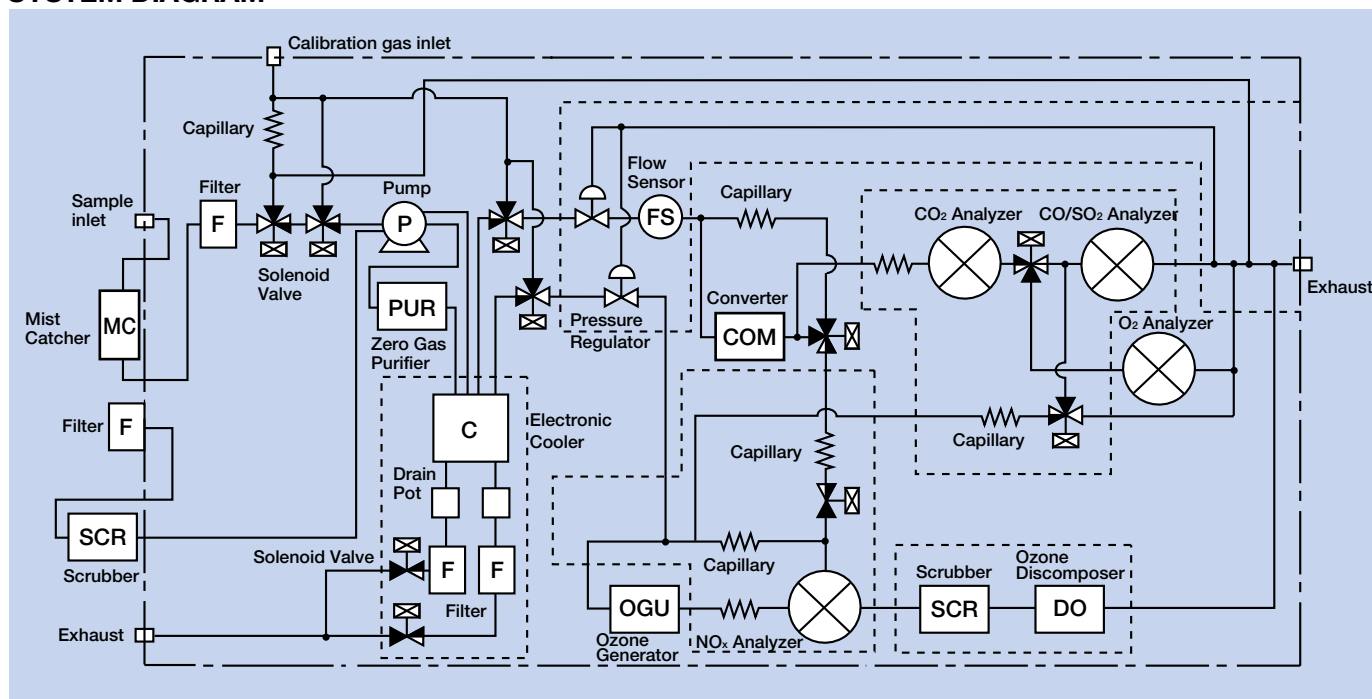 SYSTEM DIAGRAM
Calibration gas inlet
Capillary
Sample
inlet
Filter
F
Pump
P
Flow
Sensor
FS
Capillary
CO₂ Analyzer
CO/SO₂ Analyzer
Solenoid
Valve
Exhaust
Mist
Catcher
MC
PUR
Zero Gas
Purifier
Pressure
Regulator
Converter
COM
O₂ Analyzer
Filter
F
C
Electronic
Cooler
Capillary
Capillary
Drain
Pot
SCR
Scrubber
Solenoid Valve
F
F
Filter
Capillary
OGU
Ozone
Generator
NOₓ Analyzer
Scrubber
SCR
Ozone
Discomposer
DO
Exhaust